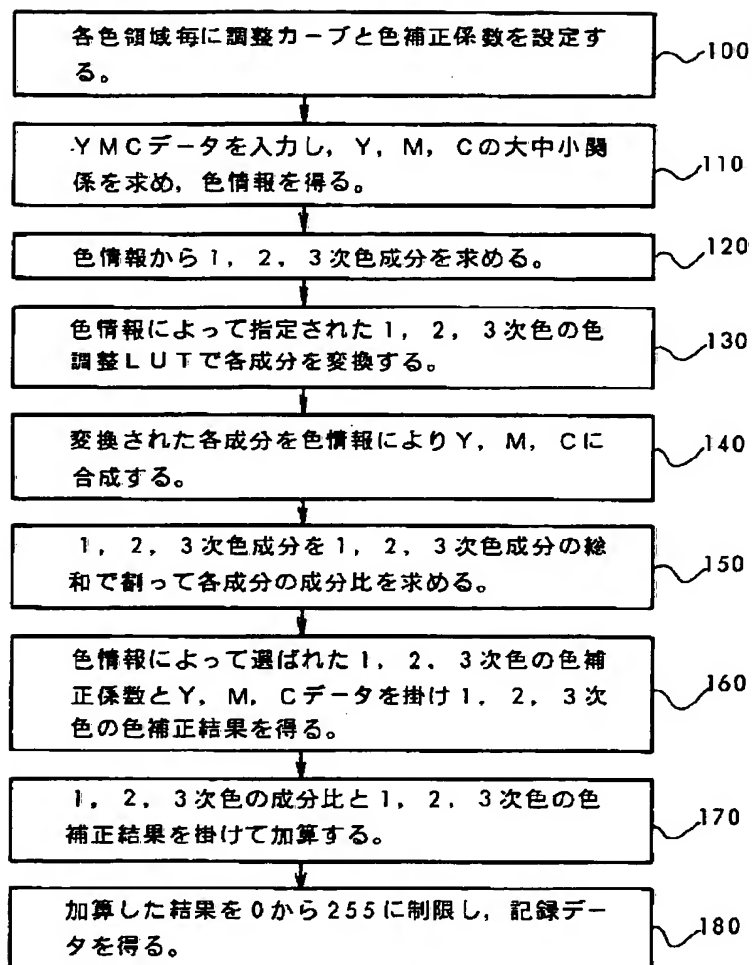 各色領域毎に調整カーブと色補正係数を設定す
る。
100
YMCデータを入力し，Y，M，Cの大中小関
係を求め，色情報を得る。
110
色情報から1，2，3次色成分を求める。
120
色情報によって指定された1，2，3次色の色
調整LUTで各成分を変換する。
130
変換された各成分を色情報によりY，M，Cに
合成する。
140
1，2，3次色成分を1，2，3次色成分の総
和で割って各成分の成分比を求める。
150
色情報によって選ばれた1，2，3次色の色補
正係数とY，M，Cデータを掛け1，2，3次
色の色補正結果を得る。
160
1，2，3次色の成分比と1，2，3次色の色
補正結果を掛けて加算する。
170
加算した結果を0から255に制限し，記録デー
タを得る。
180